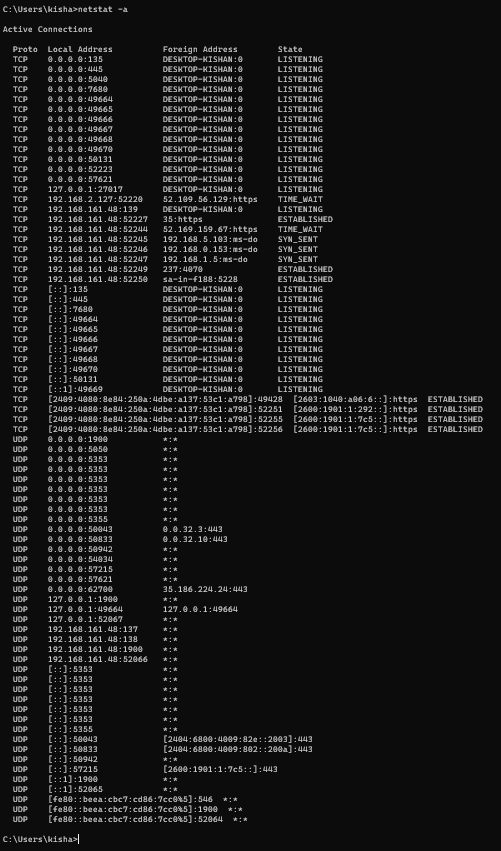 C:\Users\kisha>netstat -a
Active Connections
Proto  Local Address          Foreign Address        State
TCP    0.0.0.0:135            DESKTOP-KISHAN:0       LISTENING
TCP    0.0.0.0:445            DESKTOP-KISHAN:0       LISTENING
TCP    0.0.0.0:5040           DESKTOP-KISHAN:0       LISTENING
TCP    0.0.0.0:7680           DESKTOP-KISHAN:0       LISTENING
TCP    0.0.0.0:49664          DESKTOP-KISHAN:0       LISTENING
TCP    0.0.0.0:49665          DESKTOP-KISHAN:0       LISTENING
TCP    0.0.0.0:49666          DESKTOP-KISHAN:0       LISTENING
TCP    0.0.0.0:49667          DESKTOP-KISHAN:0       LISTENING
TCP    0.0.0.0:49668          DESKTOP-KISHAN:0       LISTENING
TCP    0.0.0.0:49670          DESKTOP-KISHAN:0       LISTENING
TCP    0.0.0.0:50131          DESKTOP-KISHAN:0       LISTENING
TCP    0.0.0.0:52223          DESKTOP-KISHAN:0       LISTENING
TCP    0.0.0.0:57621          DESKTOP-KISHAN:0       LISTENING
TCP    127.0.0.1:27017        DESKTOP-KISHAN:0       LISTENING
TCP    192.168.2.127:52220    52.109.56.129:https    TIME_WAIT
TCP    192.168.161.48:139     DESKTOP-KISHAN:0       LISTENING
TCP    192.168.161.48:52227   35:https               ESTABLISHED
TCP    192.168.161.48:52244   52.169.159.67:https    TIME_WAIT
TCP    192.168.161.48:52245   192.168.5.103:ms-do    SYN_SENT
TCP    192.168.161.48:52246   192.168.0.153:ms-do    SYN_SENT
TCP    192.168.161.48:52247   192.168.1.5:ms-do      SYN_SENT
TCP    192.168.161.48:52249   237:4070               ESTABLISHED
TCP    192.168.161.48:52250   sa-in-f188:5228        ESTABLISHED
TCP    [::]:135               DESKTOP-KISHAN:0       LISTENING
TCP    [::]:445               DESKTOP-KISHAN:0       LISTENING
TCP    [::]:7680              DESKTOP-KISHAN:0       LISTENING
TCP    [::]:49664             DESKTOP-KISHAN:0       LISTENING
TCP    [::]:49665             DESKTOP-KISHAN:0       LISTENING
TCP    [::]:49666             DESKTOP-KISHAN:0       LISTENING
TCP    [::]:49667             DESKTOP-KISHAN:0       LISTENING
TCP    [::]:49668             DESKTOP-KISHAN:0       LISTENING
TCP    [::]:49670             DESKTOP-KISHAN:0       LISTENING
TCP    [::]:50131             DESKTOP-KISHAN:0       LISTENING
TCP    [::1]:49669            DESKTOP-KISHAN:0       LISTENING
TCP    [2409:4080:8e84:250a:4dbe:a137:53c1:a798]:49428  [2603:1040:a06:6::]:https  ESTABLISHED
TCP    [2409:4080:8e84:250a:4dbe:a137:53c1:a798]:52251  [2600:1901:1:292::]:https  ESTABLISHED
TCP    [2409:4080:8e84:250a:4dbe:a137:53c1:a798]:52255  [2600:1901:1:7c5::]:https  ESTABLISHED
TCP    [2409:4080:8e84:250a:4dbe:a137:53c1:a798]:52256  [2600:1901:1:7c5::]:https  ESTABLISHED
UDP    0.0.0.0:1900           *:*
UDP    0.0.0.0:5050           *:*
UDP    0.0.0.0:5353           *:*
UDP    0.0.0.0:5353           *:*
UDP    0.0.0.0:5353           *:*
UDP    0.0.0.0:5353           *:*
UDP    0.0.0.0:5353           *:*
UDP    0.0.0.0:5353           *:*
UDP    0.0.0.0:5355           *:*
UDP    0.0.0.0:50043          0.0.32.3:443
UDP    0.0.0.0:50833          0.0.32.10:443
UDP    0.0.0.0:50942          *:*
UDP    0.0.0.0:54034          *:*
UDP    0.0.0.0:57215          *:*
UDP    0.0.0.0:57621          *:*
UDP    0.0.0.0:62700          35.186.224.24:443
UDP    127.0.0.1:1900         *:*
UDP    127.0.0.1:49664        127.0.0.1:49664
UDP    127.0.0.1:52067        *:*
UDP    192.168.161.48:137     *:*
UDP    192.168.161.48:138     *:*
UDP    192.168.161.48:1900    *:*
UDP    192.168.161.48:52066   *:*
UDP    [::]:5353              *:*
UDP    [::]:5353              *:*
UDP    [::]:5353              *:*
UDP    [::]:5353              *:*
UDP    [::]:5353              *:*
UDP    [::]:5353              *:*
UDP    [::]:5355              *:*
UDP    [::]:50043             [2404:6800:4009:82e::2003]:443
UDP    [::]:50833             [2404:6800:4009:802::200a]:443
UDP    [::]:50942             *:*
UDP    [::]:57215             [2600:1901:1:7c5::]:443
UDP    [::1]:1900             *:*
UDP    [::1]:52065            *:*
UDP    [fe80::beea:cbc7:cd86:7cc0%5]:546  *:*
UDP    [fe80::beea:cbc7:cd86:7cc0%5]:1900  *:*
UDP    [fe80::beea:cbc7:cd86:7cc0%5]:52064  *:*
C:\Users\kisha>